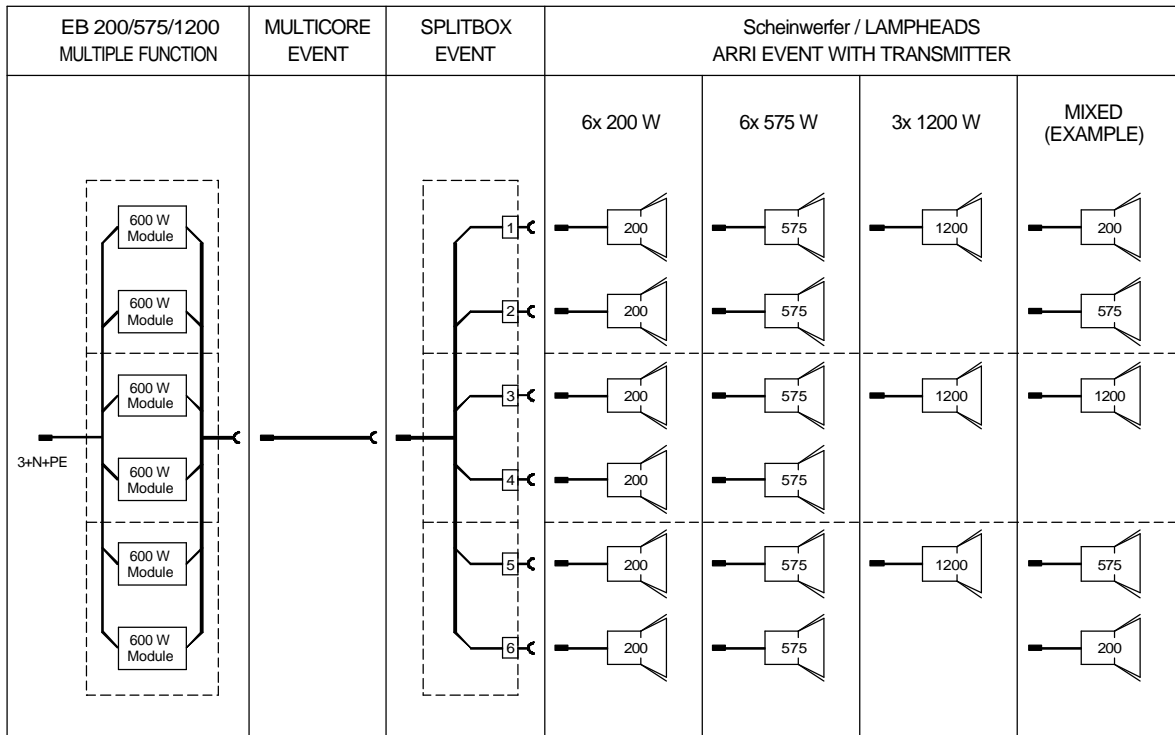 EB 200/575/1200
MULTIPLE FUNCTION
MULTICORE
EVENT
SPLITBOX
EVENT
Scheinwerfer / LAMPHEADS
ARRI EVENT WITH TRANSMITTER
6x 200 W
6x 575 W
3x 1200 W
MIXED
(EXAMPLE)
600 W
Module
1
200
575
1200
200
600 W
Module
2
200
575
575
600 W
Module
3
200
575
1200
1200
3+N+PE
600 W
Module
4
200
575
600 W
Module
5
200
575
1200
575
600 W
Module
6
200
575
200